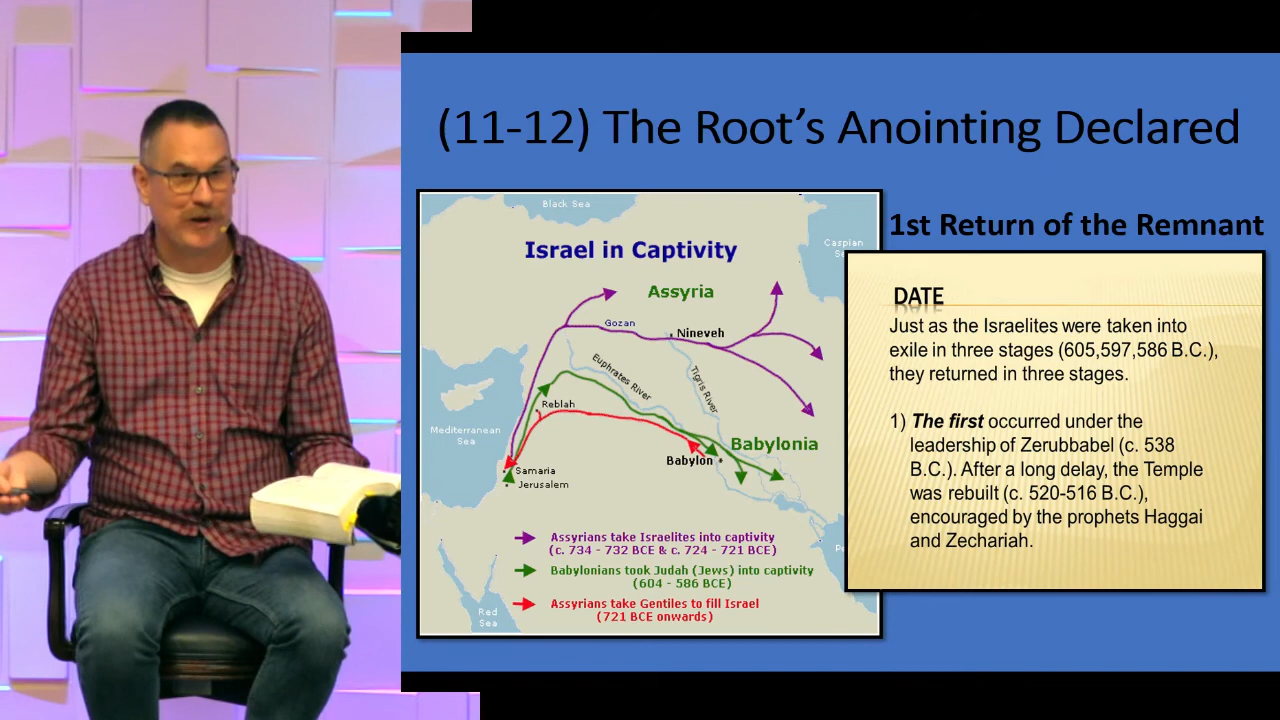 (11-12) The Root’s Anointing Declared
Black Sea
Caspian
Israel in Captivity
Assyria
Gozan
Nineveh
Euphrates River
Tigris River
Reblah
Mediterranean
Sea
Babylonia
Babylon
Samaria
Jerusalem
Assyrians take Israelites into captivity
(c. 734 - 732 BCE & c. 724 - 721 BCE)
Babylonians took Judah (Jews) into captivity
(604 - 586 BCE)
Assyrians take Gentiles to fill Israel
(721 BCE onwards)
Red
Sea
1st Return of the Remnant
DATE
Just as the Israelites were taken into
exile in three stages (605,597,586 B.C.),
they returned in three stages.
1) The first occurred under the
leadership of Zerubbabel (c. 538
B.C.). After a long delay, the Temple
was rebuilt (c. 520-516 B.C.),
encouraged by the prophets Haggai
and Zechariah.